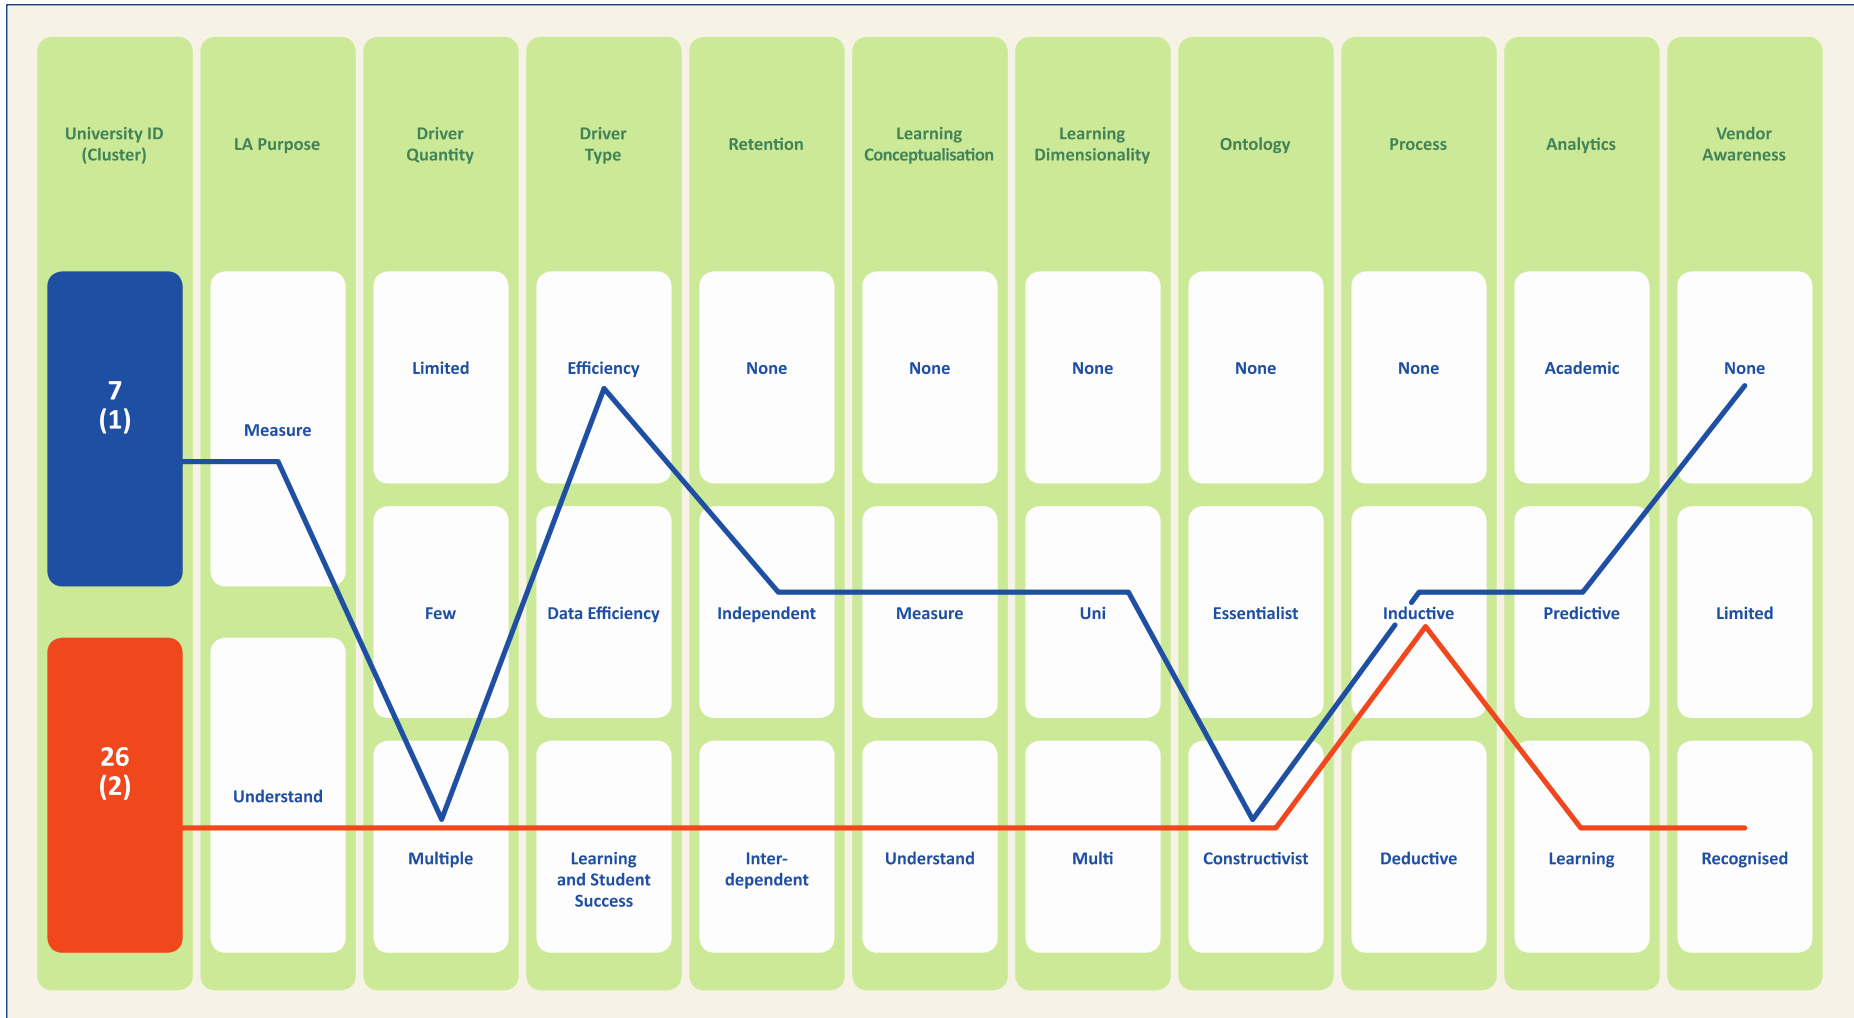 University ID
(Cluster)
LA Purpose
Driver
Quantity
Driver
Type
Retention
Learning
Conceptualisation
Learning
Dimensionality
Ontology
Process
Analytics
Vendor
Awareness
7
(1)
Measure
Limited
Efficiency
None
None
None
None
None
Academic
None
Few
Data Efficiency
Independent
Measure
Uni
Essentialist
Inductive
Predictive
Limited
26
(2)
Understand
Multiple
Learning
and Student
Success
Inter-
dependent
Understand
Multi
Constructivist
Deductive
Learning
Recognised